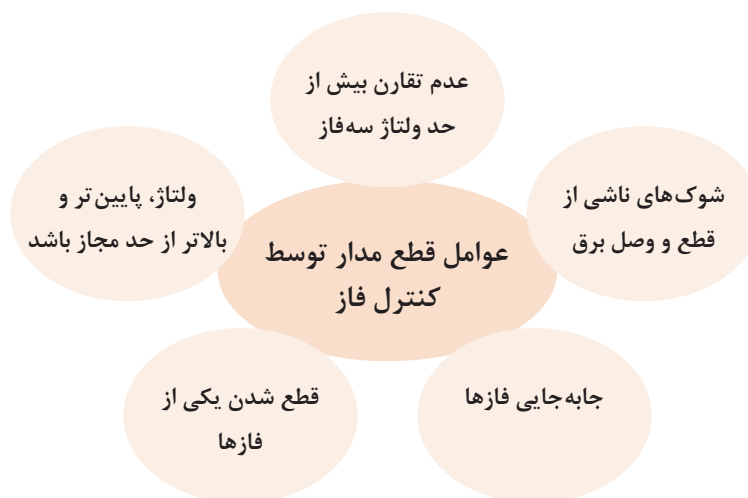 عدم تقارن بیش از
حد ولتاژ سه‌فاز
شوک‌های ناشی از
قطع و وصل برق
ولتاژ، پایین‌تر و
بالاتر از حد مجاز باشد
عوامل قطع مدار توسط
کنترل فاز
جابه‌جایی فازها
قطع شدن یکی از
فازها